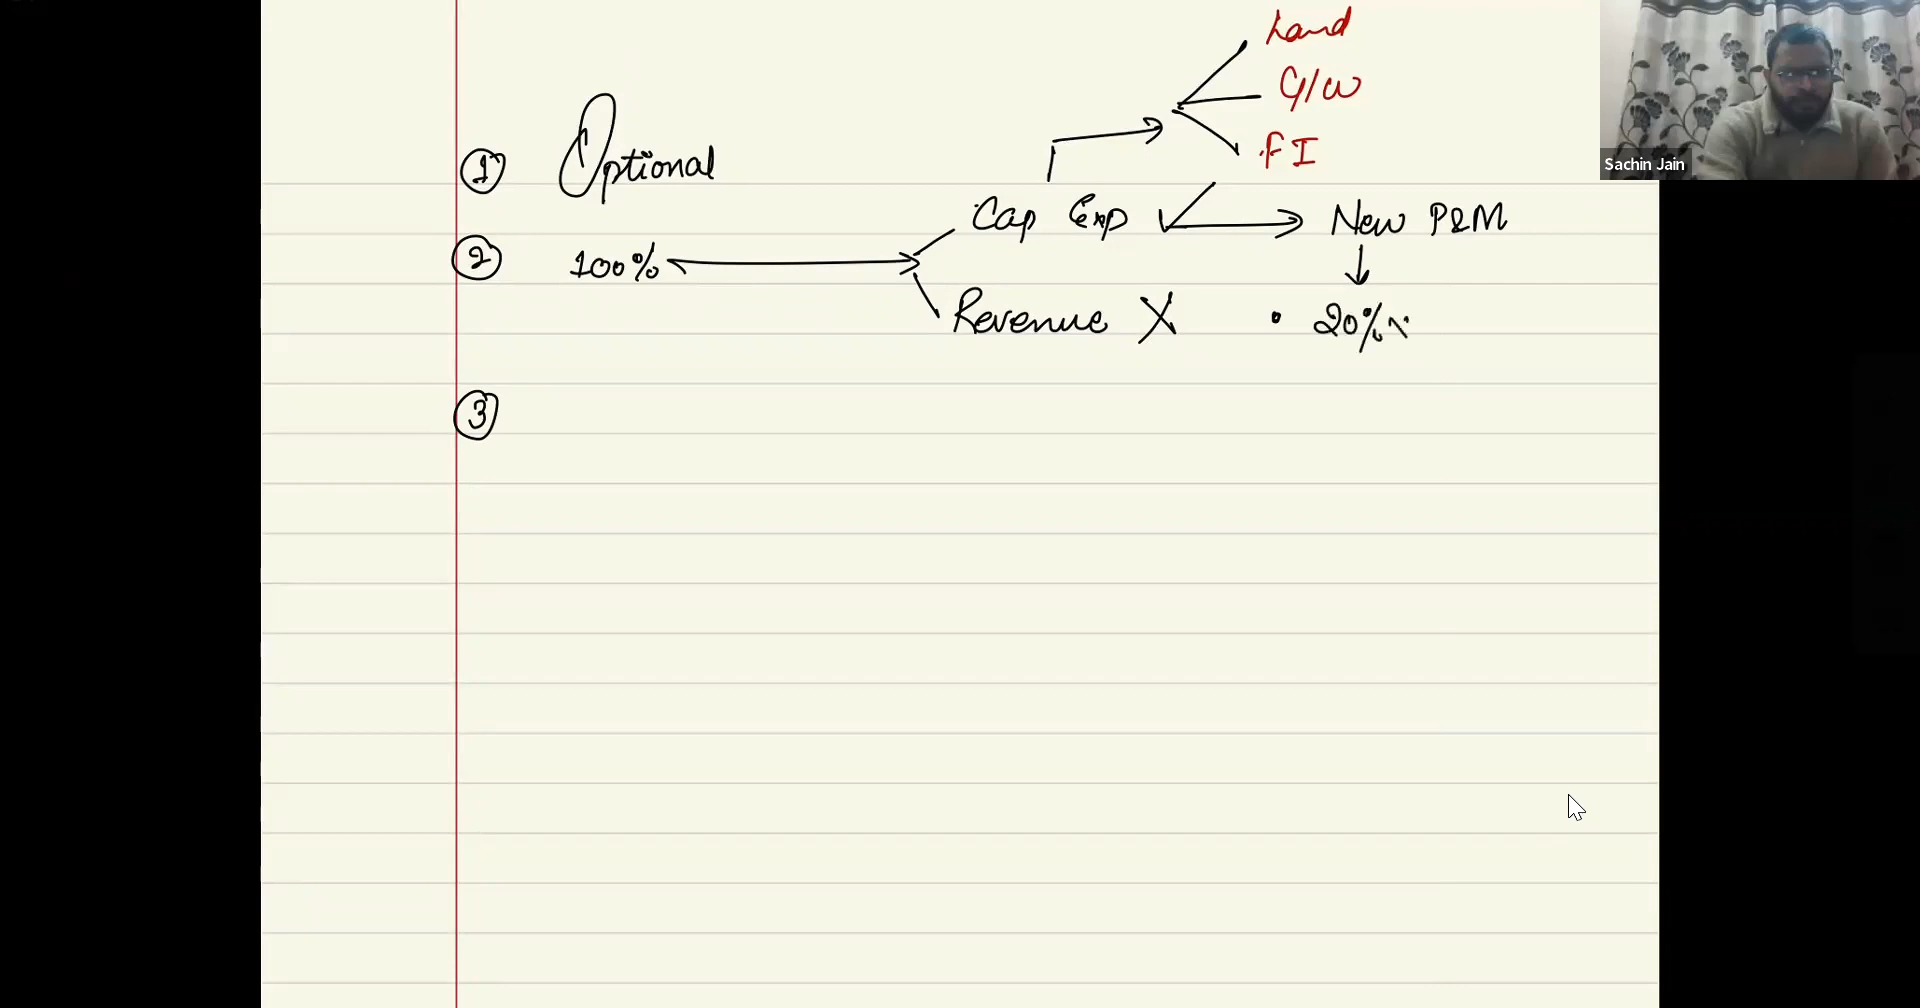 Land
G/W
FI
Sachin Jain
① Optional
Cap Exp ✓ → New P&M
② 100%
Revenue X
• 20% x
③